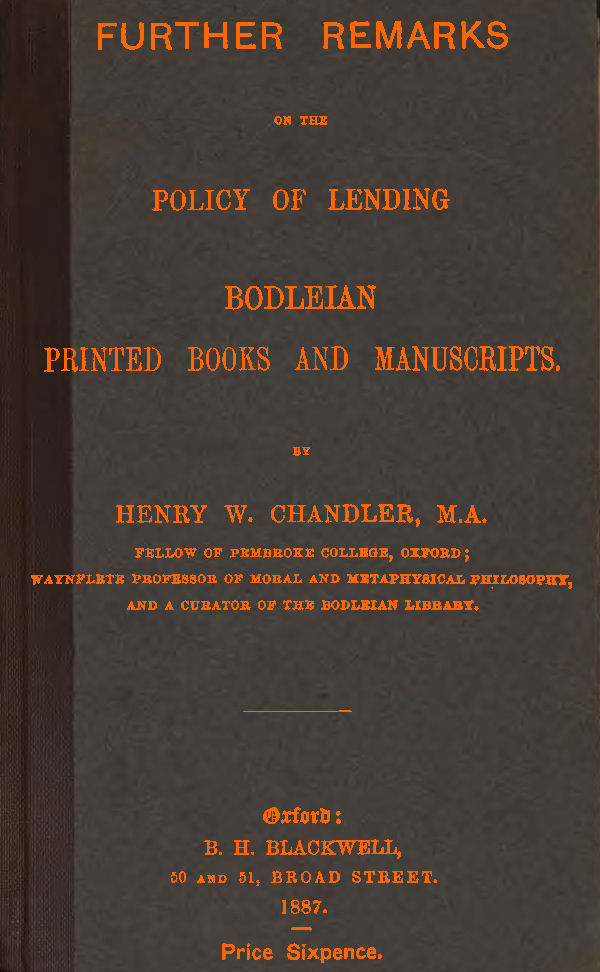 FURTHER REMARKS
ON THE
POLICY OF LENDING
BODLEIAN
PRINTED BOOKS AND MANUSCRIPTS.
BY
HENRY W. CHANDLER, M.A.
FELLOW OF PEMBROKE COLLEGE, OXFORD;
WAYNFLETE PROFESSOR OF MORAL AND METAPHYSICAL PHILOSOPHY,
AND A CURATOR OF THE BODLEIAN LIBRARY.
Oxford:
B. H. BLACKWELL,
50 AND 51, BROAD STREET.
1887.
Price Sixpence.